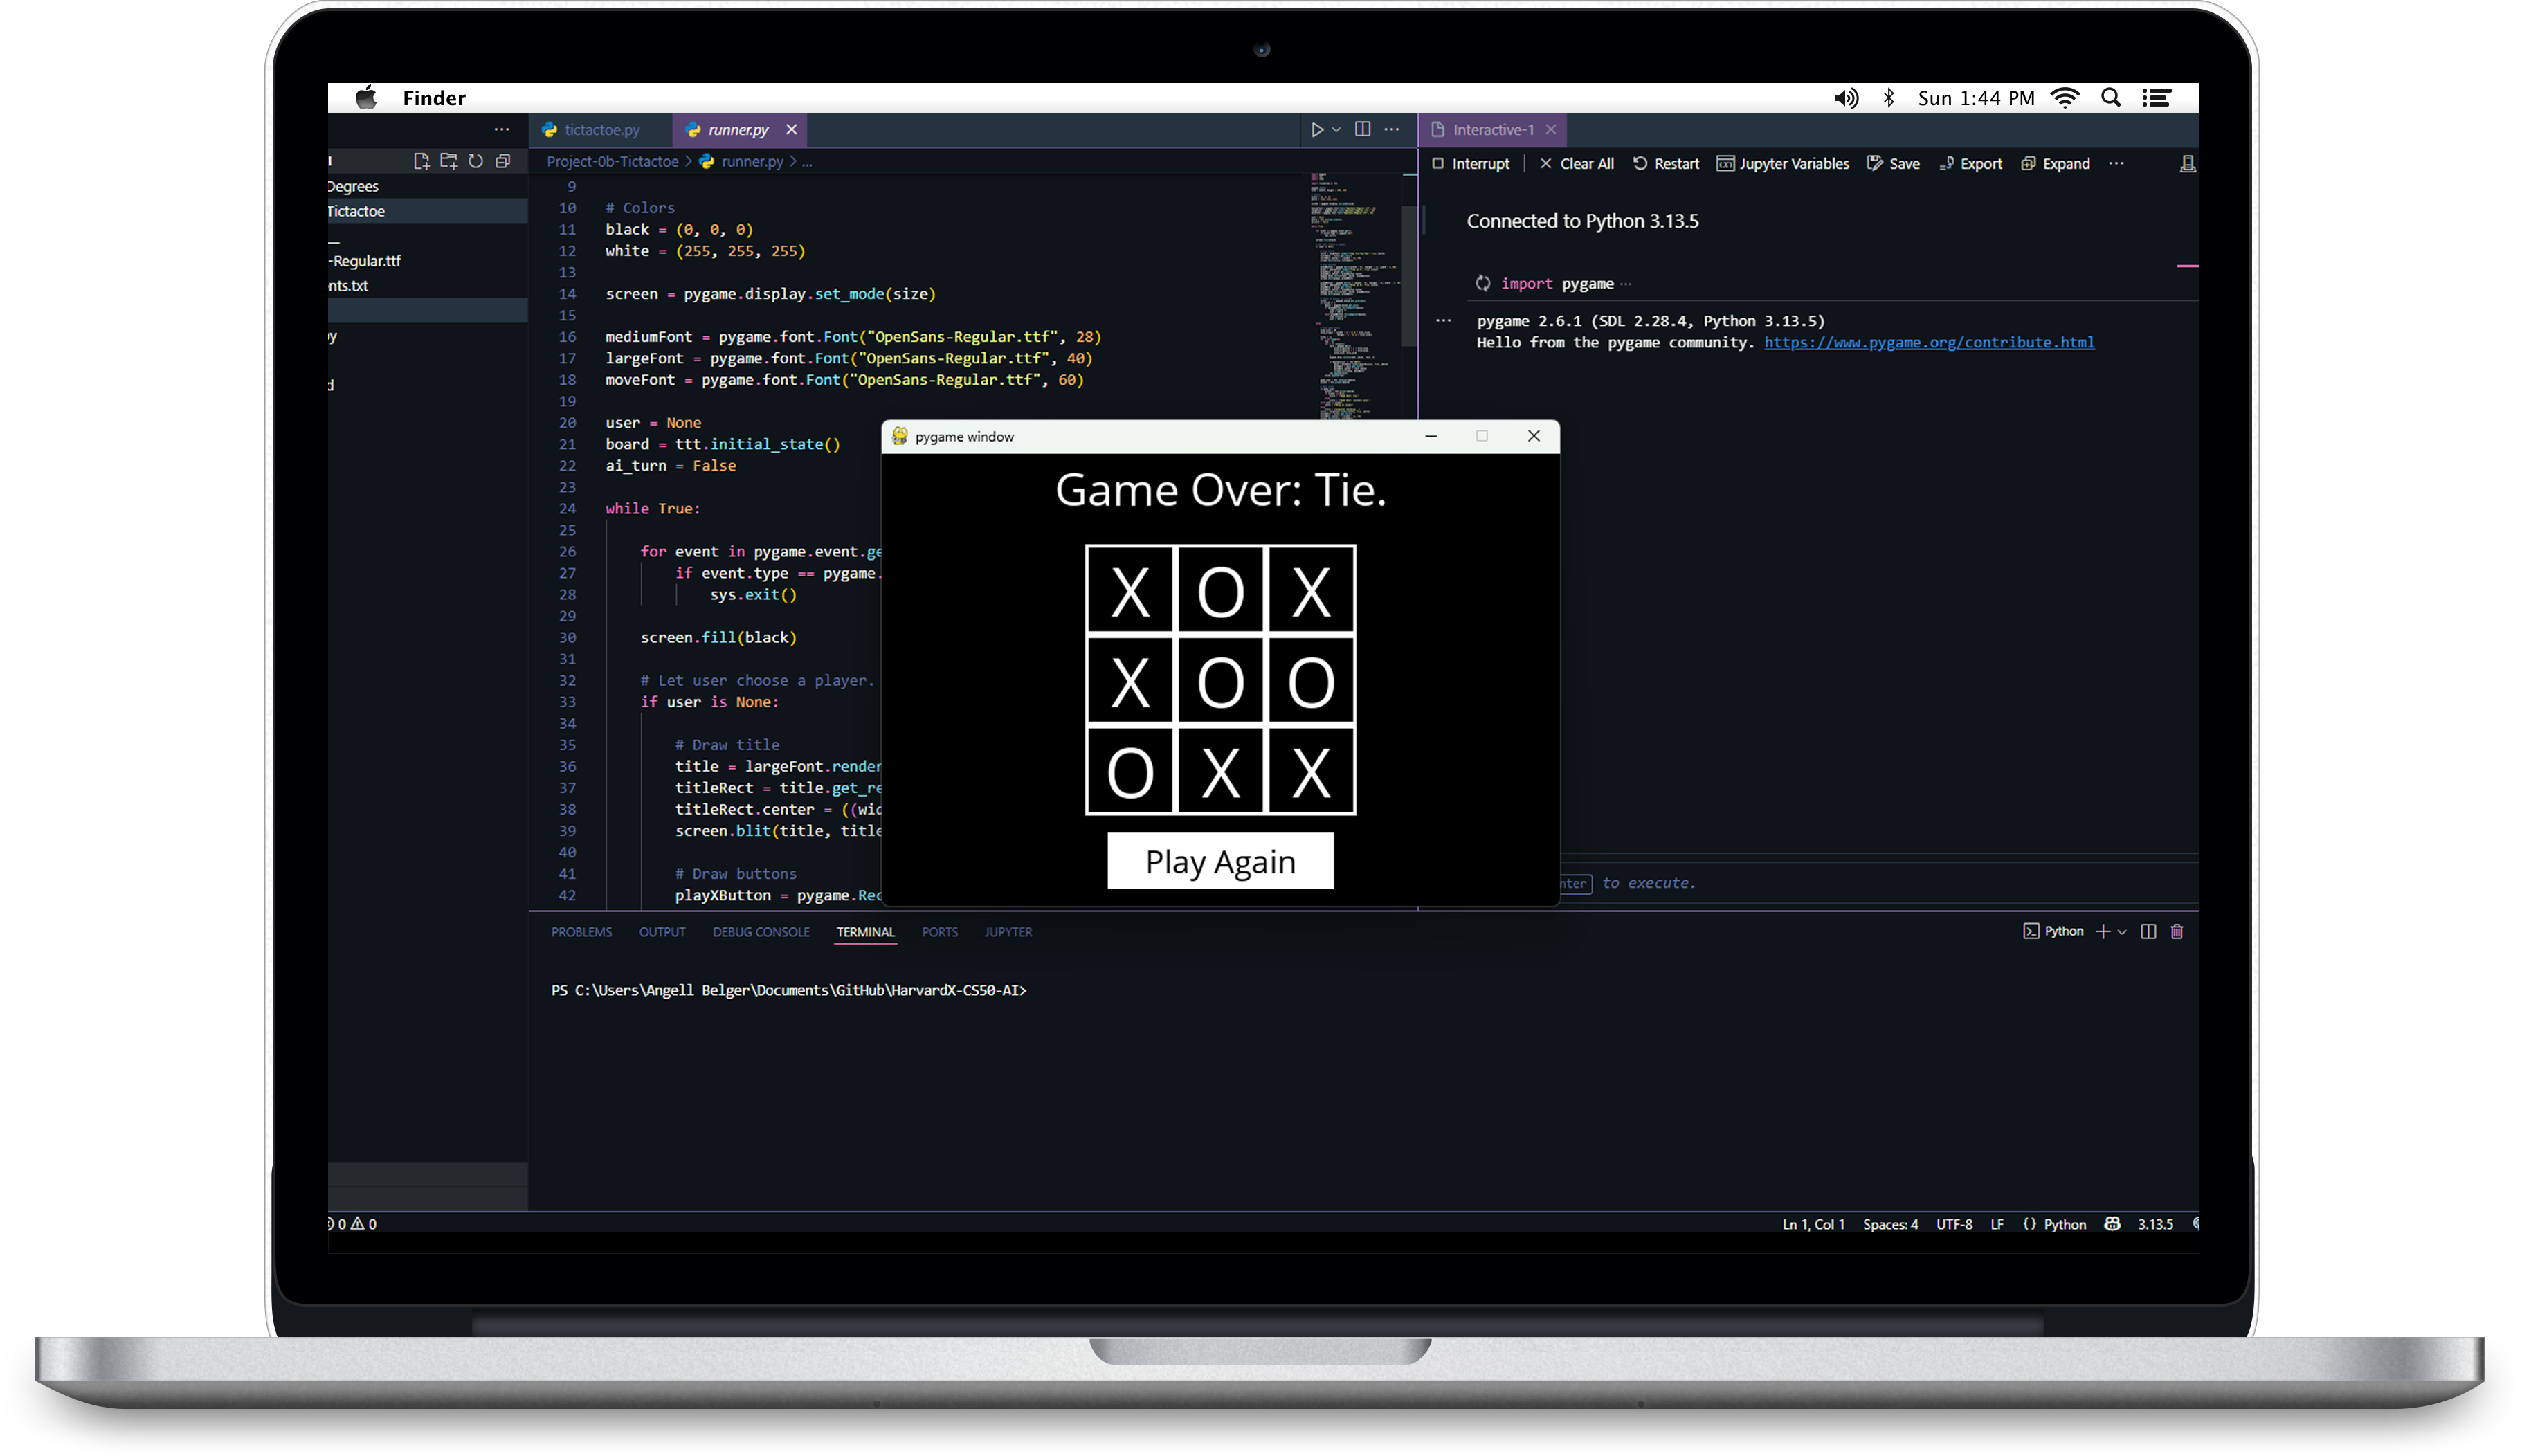 Finder
Sun 1:44 PM
tictactoe.py
runner.py
Interactive-1
Project-0b-Tictactoe > runner.py > ...
Interrupt
Clear All
Restart
Jupyter Variables
Save
Export
Expand
Degrees
Tictactoe
-Regular.ttf
nts.txt
y
d
9
10 # Colors
11 black = (0, 0, 0)
12 white = (255, 255, 255)
13
14 screen = pygame.display.set_mode(size)
15
16 mediumFont = pygame.font.Font("OpenSans-Regular.ttf", 28)
17 largeFont = pygame.font.Font("OpenSans-Regular.ttf", 40)
18 moveFont = pygame.font.Font("OpenSans-Regular.ttf", 60)
19
20 user = None
21 board = ttt.initial_state()
22 ai_turn = False
23
24 while True:
25
26 for event in pygame.event.ge
27 if event.type == pygame.
28 sys.exit()
29
30 screen.fill(black)
31
32 # Let user choose a player.
33 if user is None:
34
35 # Draw title
36 title = largeFont.render
37 titleRect = title.get_re
38 titleRect.center = ((wid
39 screen.blit(title, title
40
41 # Draw buttons
42 playXButton = pygame.Rec
Connected to Python 3.13.5
import pygame ...
pygame 2.6.1 (SDL 2.28.4, Python 3.13.5)
Hello from the pygame community. https://www.pygame.org/contribute.html
nter to execute.
pygame window
Game Over: Tie.
X O X
X O O
O X X
Play Again
PROBLEMS
OUTPUT
DEBUG CONSOLE
TERMINAL
PORTS
JUPYTER
Python
PS C:\Users\Angell Belger\Documents\GitHub\HarvardX-CS50-AI>
0 0
Ln 1, Col 1
Spaces: 4
UTF-8
LF
{} Python
3.13.5